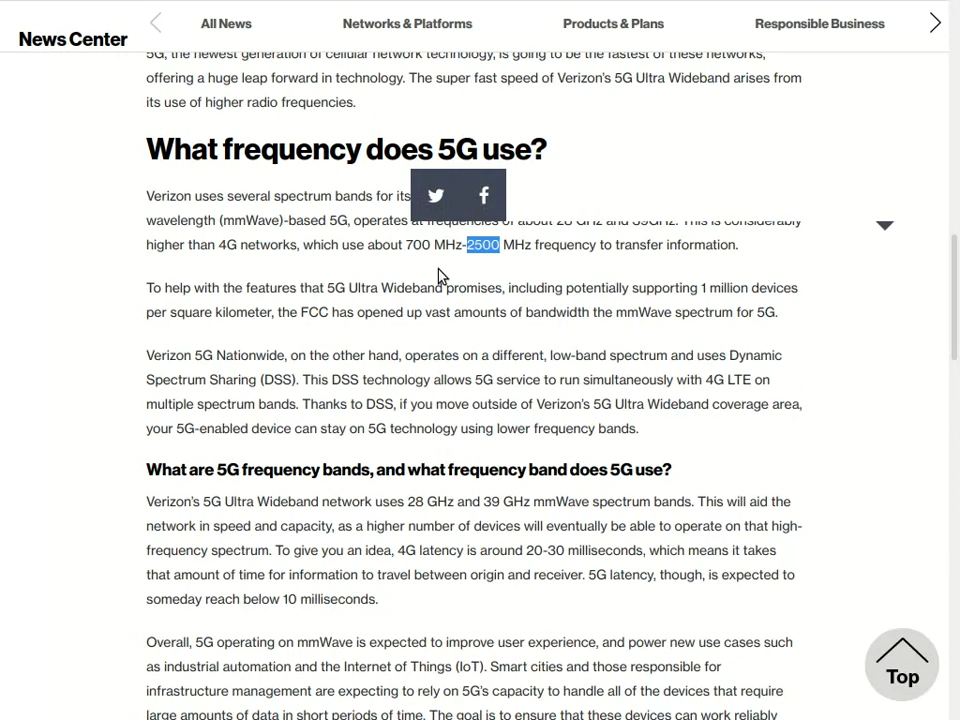 All News
Networks & Platforms
Products & Plans
Responsible Business
News Center
5G, the newest generation of cellular network technology, is going to be the fastest of these networks,
offering a huge leap forward in technology. The super fast speed of Verizon's 5G Ultra Wideband arises from
its use of higher radio frequencies.
What frequency does 5G use?
Verizon uses several spectrum bands for its
wavelength (mmWave)-based 5G, operates at frequencies of about 28 GHz and 39GHz. This is considerably
higher than 4G networks, which use about 700 MHz-2500 MHz frequency to transfer information.
To help with the features that 5G Ultra Wideband promises, including potentially supporting 1 million devices
per square kilometer, the FCC has opened up vast amounts of bandwidth the mmWave spectrum for 5G.
Verizon 5G Nationwide, on the other hand, operates on a different, low-band spectrum and uses Dynamic
Spectrum Sharing (DSS). This DSS technology allows 5G service to run simultaneously with 4G LTE on
multiple spectrum bands. Thanks to DSS, if you move outside of Verizon's 5G Ultra Wideband coverage area,
your 5G-enabled device can stay on 5G technology using lower frequency bands.
What are 5G frequency bands, and what frequency band does 5G use?
Verizon's 5G Ultra Wideband network uses 28 GHz and 39 GHz mmWave spectrum bands. This will aid the
network in speed and capacity, as a higher number of devices will eventually be able to operate on that high-
frequency spectrum. To give you an idea, 4G latency is around 20-30 milliseconds, which means it takes
that amount of time for information to travel between origin and receiver. 5G latency, though, is expected to
someday reach below 10 milliseconds.
Overall, 5G operating on mmWave is expected to improve user experience, and power new use cases such
as industrial automation and the Internet of Things (IoT). Smart cities and those responsible for
infrastructure management are expecting to rely on 5G's capacity to handle all of the devices that require
large amounts of data in short periods of time. The goal is to ensure that these devices can work reliably
Top